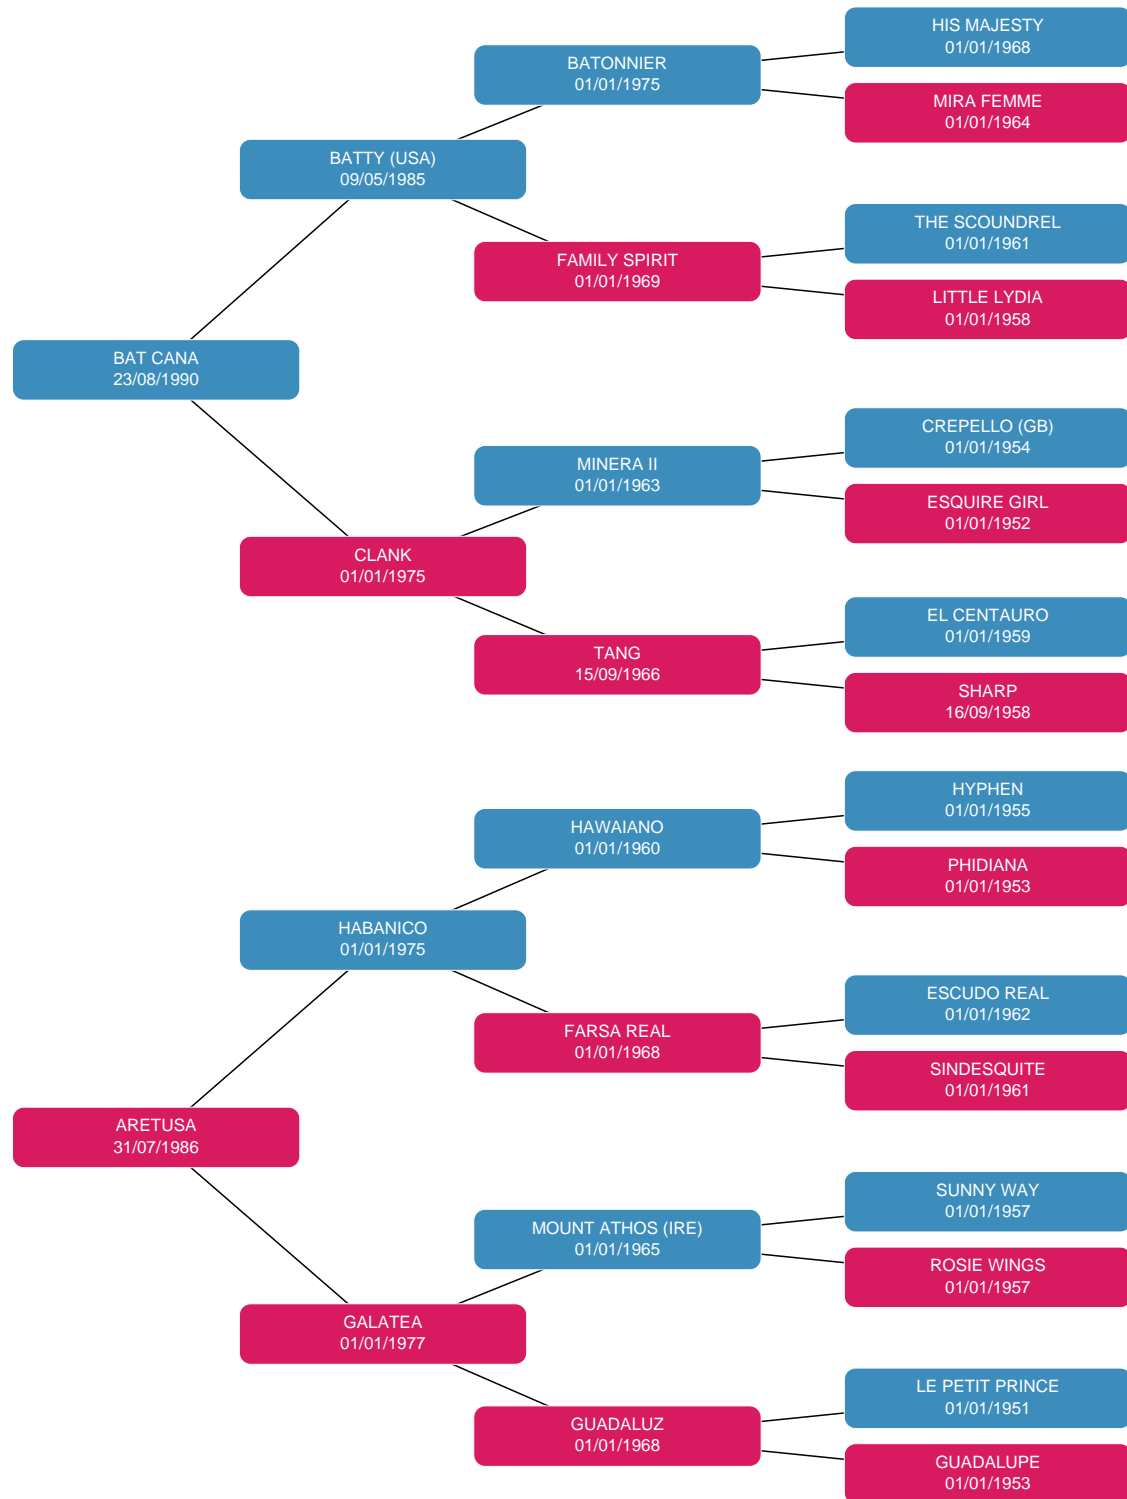 HIS MAJESTY
01/01/1968
BATONNIER
01/01/1975
MIRA FEMME
01/01/1964
BATTY (USA)
09/05/1985
THE SCOUNDREL
01/01/1961
FAMILY SPIRIT
01/01/1969
LITTLE LYDIA
01/01/1958
BAT CANA
23/08/1990
CREPELLO (GB)
01/01/1954
MINERA II
01/01/1963
ESQUIRE GIRL
01/01/1952
CLANK
01/01/1975
EL CENTAURO
01/01/1959
TANG
15/09/1966
SHARP
16/09/1958
HYPHEN
01/01/1955
HAWAIANO
01/01/1960
PHIDIANA
01/01/1953
HABANICO
01/01/1975
ESCUDO REAL
01/01/1962
FARSA REAL
01/01/1968
SINDESQUITE
01/01/1961
ARETUSA
31/07/1986
SUNNY WAY
01/01/1957
MOUNT ATHOS (IRE)
01/01/1965
ROSIE WINGS
01/01/1957
GALATEA
01/01/1977
LE PETIT PRINCE
01/01/1951
GUADALUZ
01/01/1968
GUADALUPE
01/01/1953